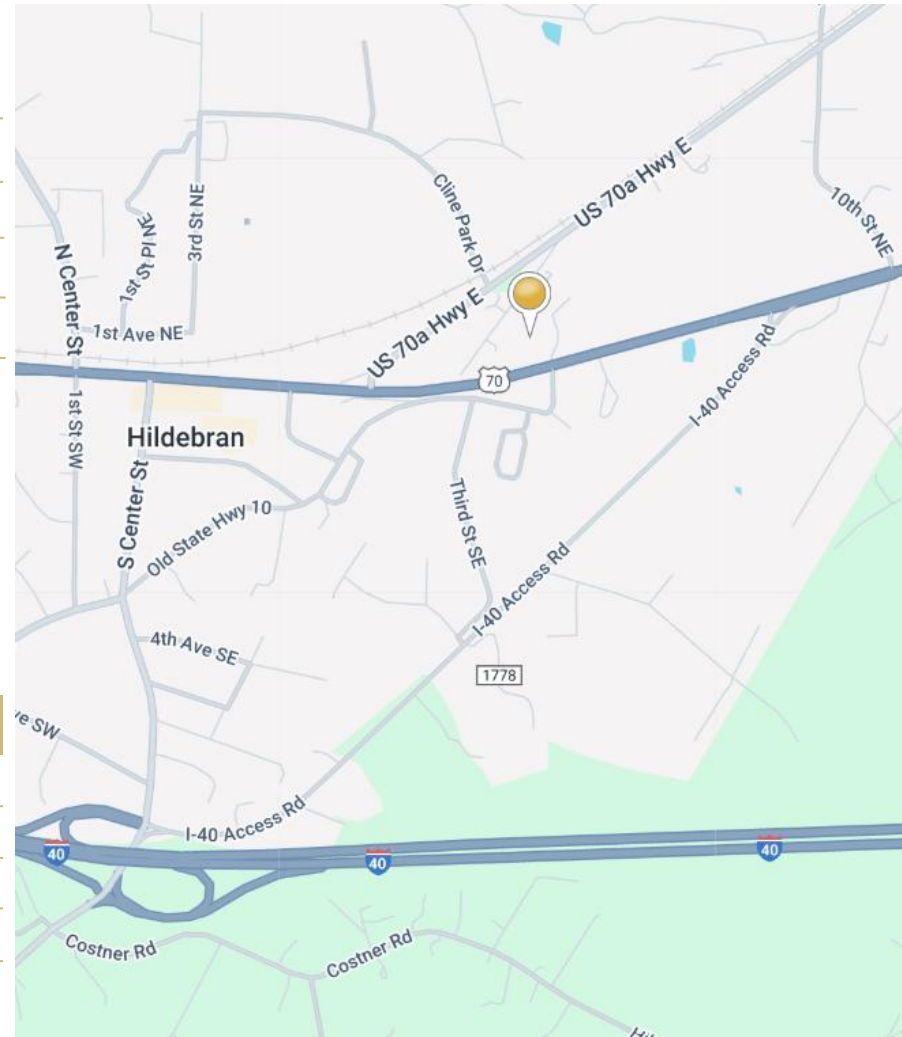 US 70a Hwy E
Cline Park Dr
10th St NE
3rd St NE
1st St Pl NE
N Center St
1st Ave NE
US 70a Hwy E
70
I-40 Access Rd
1st St SW
Hildebran
S Center St
Old State Hwy 10
Third St SE
I-40 Access Rd
4th Ave SE
1778
ve SW
I-40 Access Rd
40
40
40
Costner Rd
Costner Rd